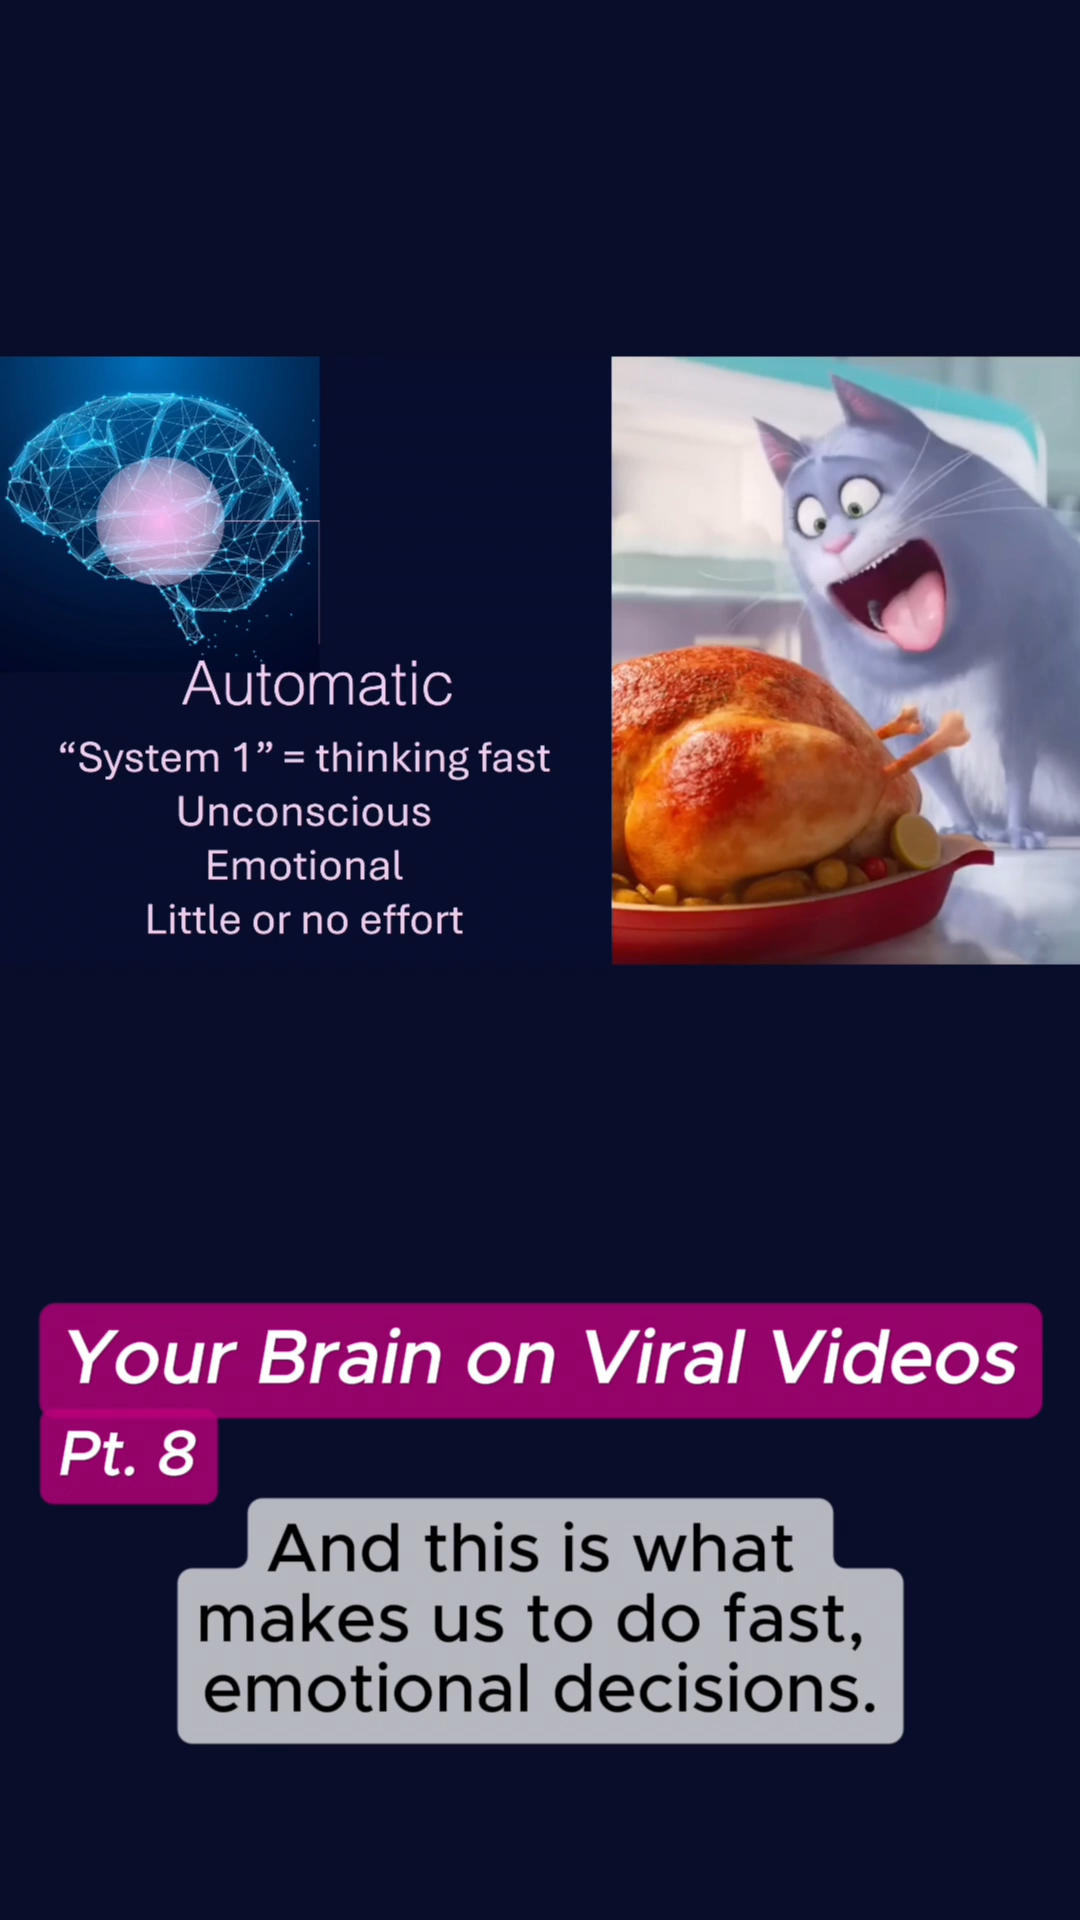 Automatic
“System 1” = thinking fast
Unconscious
Emotional
Little or no effort
Your Brain on Viral Videos
Pt. 8
And this is what
makes us to do fast,
emotional decisions.